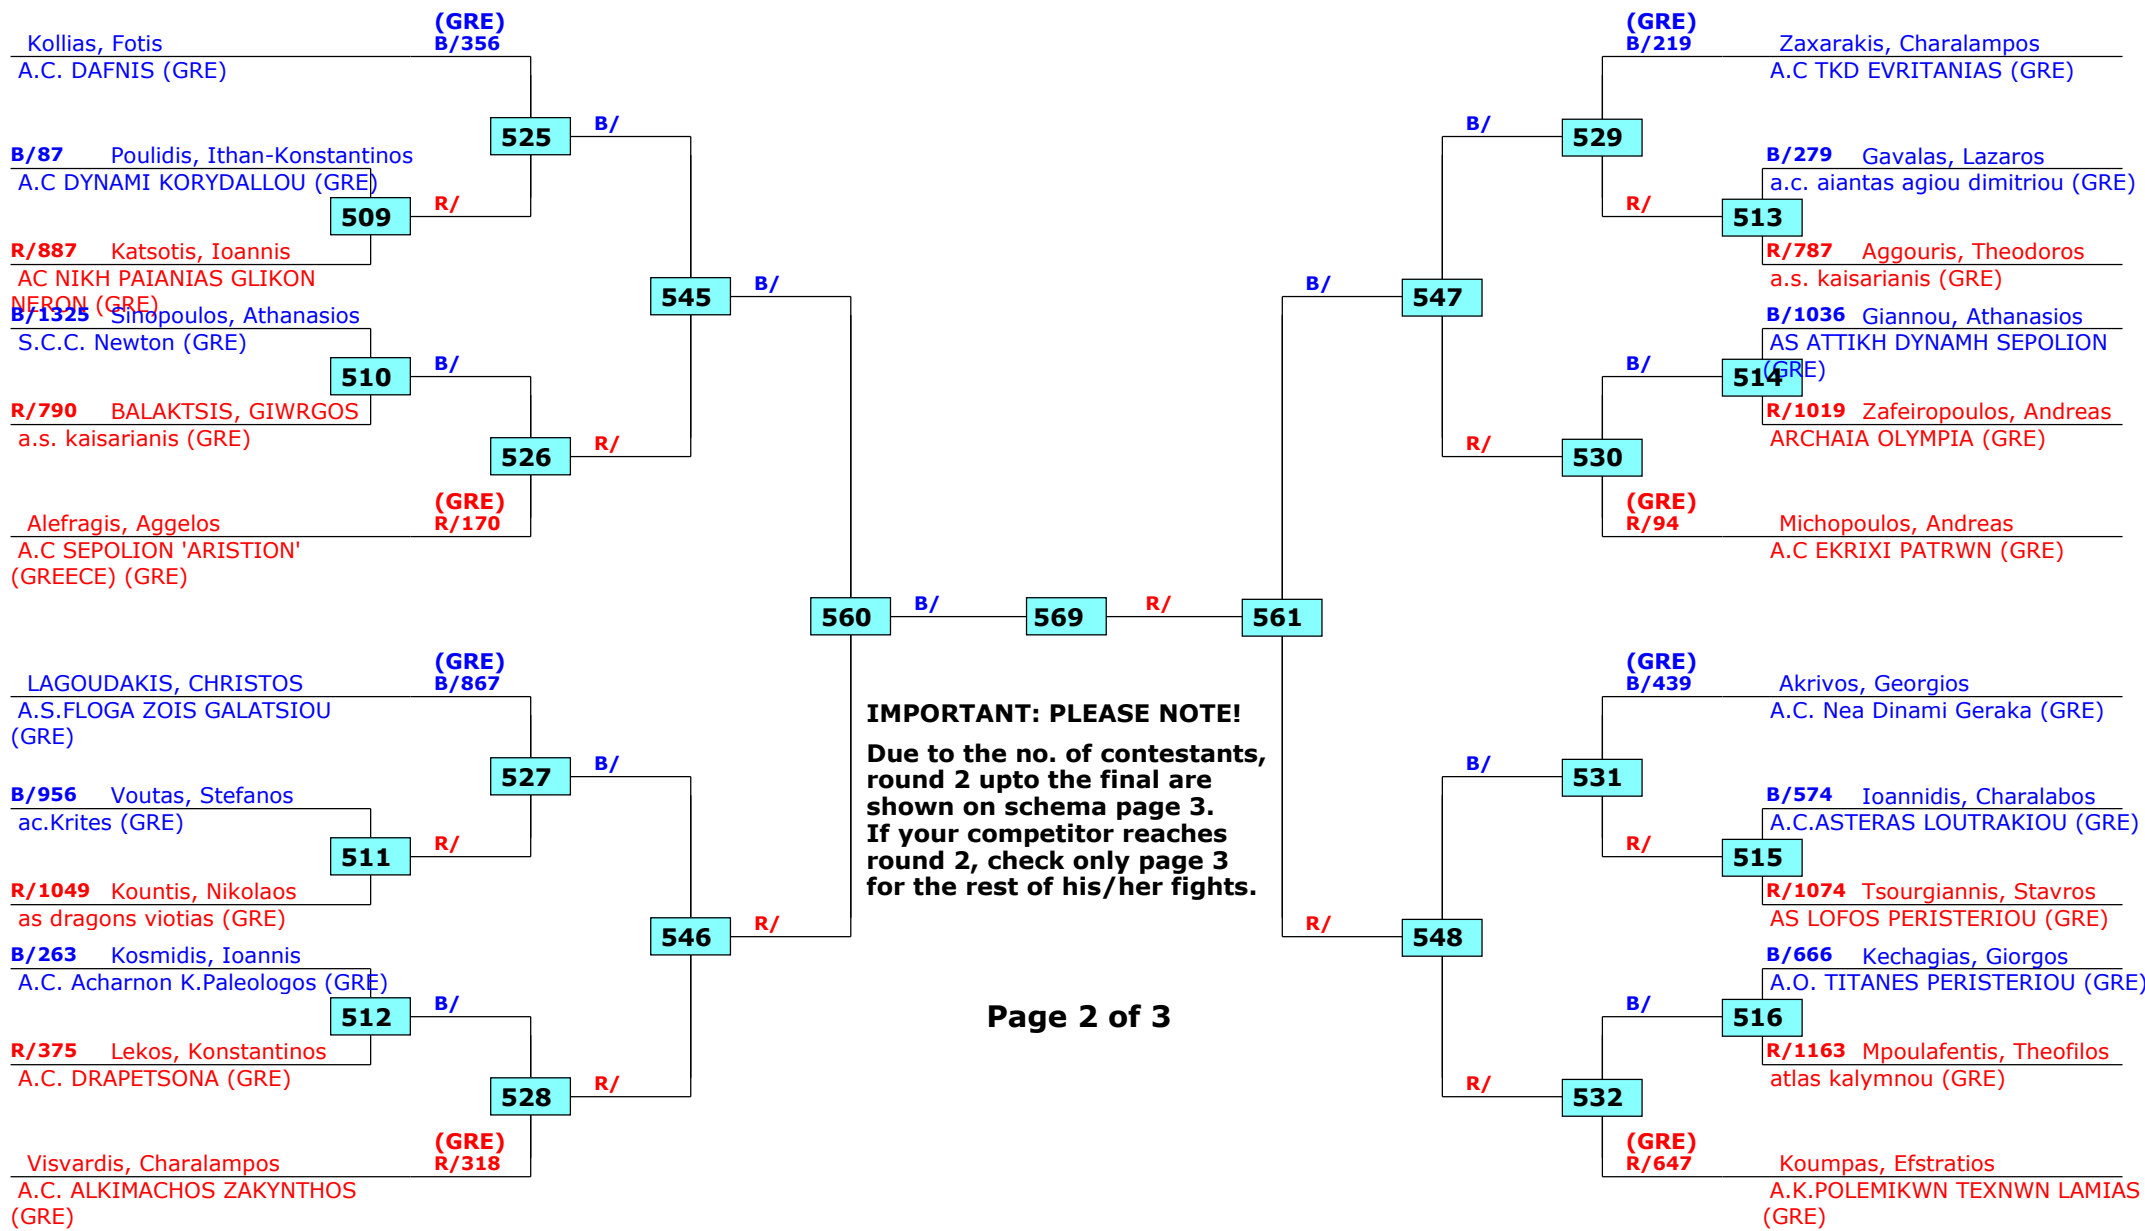 (GRE)
Kollias, Fotis B/356
A.C. DAFNIS (GRE)
525
B/
B/87 Poulidis, Ithan-Konstantinos
A.C DYNAMI KORYDALLOU (GRE)
509
R/
R/887 Katsotis, Ioannis
AC NIKH PAIANIAS GLIKON
NERON (GRE)
545
B/
B/1325 Sinopoulos, Athanasios
S.C.C. Newton (GRE)
510
B/
R/790 BALAKTSIS, GIWRGOS
a.s. kaisarianis (GRE)
526
R/
(GRE)
Alefragis, Aggelos R/170
A.C SEPOLION 'ARISTION'
(GREECE) (GRE)
560
B/
569
R/
561
(GRE)
LAGOUDAKIS, CHRISTOS B/867
A.S.FLOGA ZOIS GALATSIOU
(GRE)
527
B/
B/956 Voutas, Stefanos
ac.Krites (GRE)
511
R/
R/1049 Kountis, Nikolaos
as dragons viotias (GRE)
546
R/
B/263 Kosmidis, Ioannis
A.C. Acharnon K.Paleologos (GRE)
512
B/
R/375 Lekos, Konstantinos
A.C. DRAPETSONA (GRE)
528
R/
(GRE)
Visvardis, Charalampos R/318
A.C. ALKIMACHOS ZAKYNTHOS
(GRE)
IMPORTANT: PLEASE NOTE!
Due to the no. of contestants,
round 2 upto the final are
shown on schema page 3.
If your competitor reaches
round 2, check only page 3
for the rest of his/her fights.
Page 2 of 3
(GRE)
B/219 Zaxarakis, Charalampos
A.C TKD EVRITANIAS (GRE)
B/
529
B/279 Gavalas, Lazaros
a.c. aiantas agiou dimitriou (GRE)
R/
513
R/787 Aggouris, Theodoros
a.s. kaisarianis (GRE)
B/
547
B/1036 Giannou, Athanasios
AS ATTIKH DYNAMH SEPOLION
(GRE)
B/
514
R/1019 Zafeiropoulos, Andreas
ARCHAIA OLYMPIA (GRE)
R/
530
(GRE)
R/94 Michopoulos, Andreas
A.C EKRIXI PATRWN (GRE)
(GRE)
B/439 Akrivos, Georgios
A.C. Nea Dinami Geraka (GRE)
B/
531
B/574 Ioannidis, Charalabos
A.C.ASTERAS LOUTRAKIOU (GRE)
R/
515
R/1074 Tsourgiannis, Stavros
AS LOFOS PERISTERIOU (GRE)
R/
548
B/666 Kechagias, Giorgos
A.O. TITANES PERISTERIOU (GRE)
B/
516
R/1163 Mpoulafentis, Theofilos
atlas kalymnou (GRE)
R/
532
(GRE)
R/647 Koumpas, Efstratios
A.K.POLEMIKWN TEXNWN LAMIAS
(GRE)